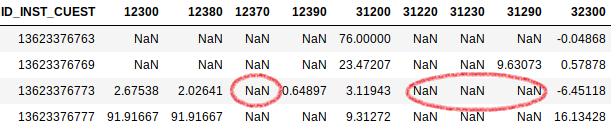 ID_INST_CUEST 12300 12380 12370 12390 31200 31220 31230 31290 32300
13623376763 NaN NaN NaN NaN 76.00000 NaN NaN NaN -0.04868
13623376769 NaN NaN NaN NaN 23.47207 NaN NaN 9.63073 0.57878
13623376773 2.67538 2.02641 NaN 0.64897 3.11943 NaN NaN NaN -6.45118
13623376777 91.91667 91.91667 NaN NaN 9.31272 NaN NaN NaN 16.13428